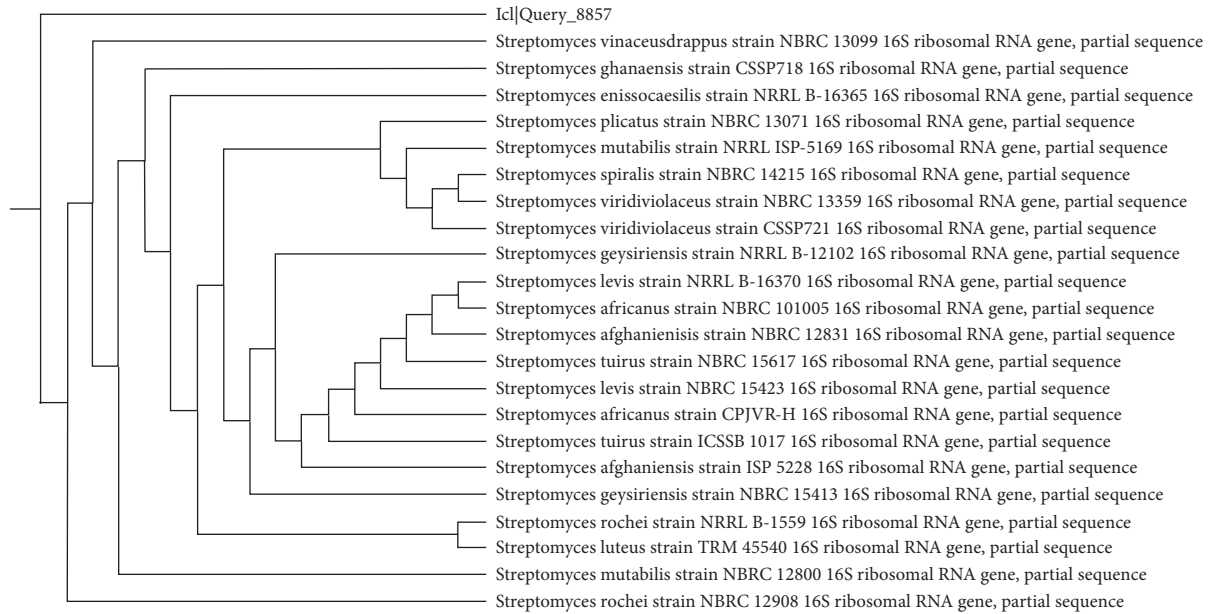 Icl|Query_8857
Streptomyces vinaceusdrappus strain NBRC 13099 16S ribosomal RNA gene, partial sequence
Streptomyces ghanaensis strain CSSP718 16S ribosomal RNA gene, partial sequence
Streptomyces enissocaesilis strain NRRL B-16365 16S ribosomal RNA gene, partial sequence
Streptomyces plicatus strain NBRC 13071 16S ribosomal RNA gene, partial sequence
Streptomyces mutabilis strain NRRL ISP-5169 16S ribosomal RNA gene, partial sequence
Streptomyces spiralis strain NBRC 14215 16S ribosomal RNA gene, partial sequence
Streptomyces viridiviolaceus strain NBRC 13359 16S ribosomal RNA gene, partial sequence
Streptomyces viridiviolaceus strain CSSP721 16S ribosomal RNA gene, partial sequence
Streptomyces geysiriensis strain NRRL B-12102 16S ribosomal RNA gene, partial sequence
Streptomyces levis strain NRRL B-16370 16S ribosomal RNA gene, partial sequence
Streptomyces africanus strain NBRC 101005 16S ribosomal RNA gene, partial sequence
Streptomyces afghanienisis strain NBRC 12831 16S ribosomal RNA gene, partial sequence
Streptomyces tuirus strain NBRC 15617 16S ribosomal RNA gene, partial sequence
Streptomyces levis strain NBRC 15423 16S ribosomal RNA gene, partial sequence
Streptomyces africanus strain CPJVR-H 16S ribosomal RNA gene, partial sequence
Streptomyces tuirus strain ICSSB 1017 16S ribosomal RNA gene, partial sequence
Streptomyces afghaniensis strain ISP 5228 16S ribosomal RNA gene, partial sequence
Streptomyces geysiriensis strain NBRC 15413 16S ribosomal RNA gene, partial sequence
Streptomyces rochei strain NRRL B-1559 16S ribosomal RNA gene, partial sequence
Streptomyces luteus strain TRM 45540 16S ribosomal RNA gene, partial sequence
Streptomyces mutabilis strain NBRC 12800 16S ribosomal RNA gene, partial sequence
Streptomyces rochei strain NBRC 12908 16S ribosomal RNA gene, partial sequence